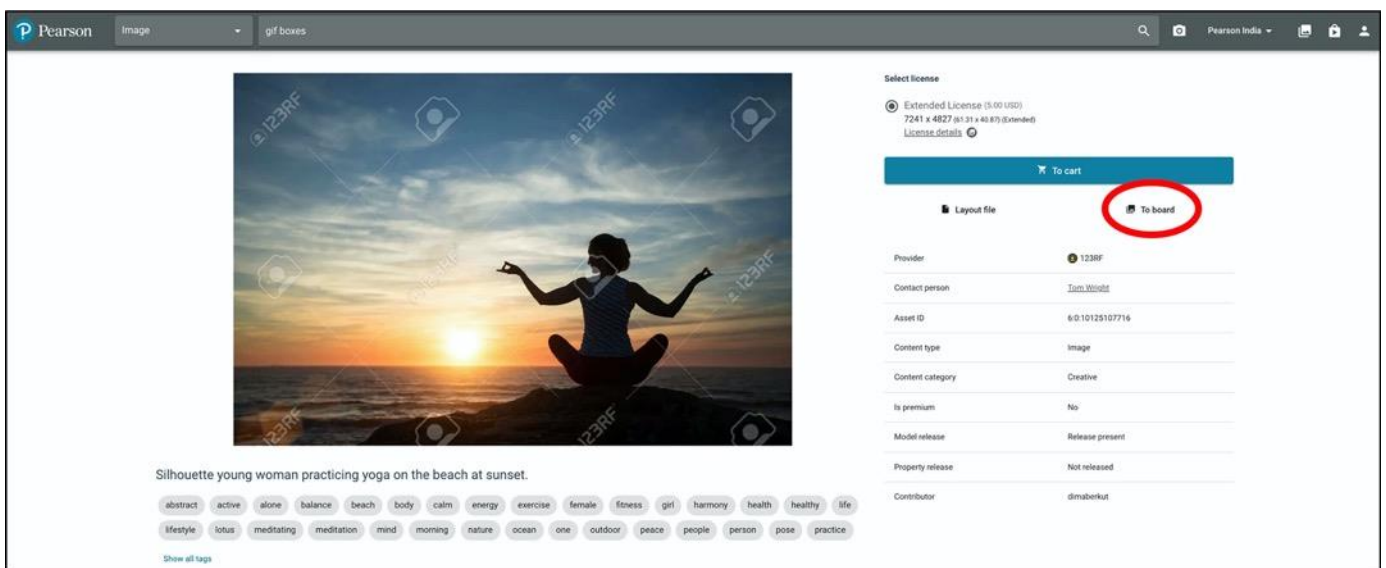 Pearson
Image
gif boxes
Pearson India
Select license
Extended License (5.00 USD)
7241 x 4827 (61.31 x 40.87) (Extended)
License details
To cart
Layout file
To board
123RF
123RF
123RF
123RF
123RF
Provider 123RF
Contact person Tom Wright
Asset ID 6:0:10125107716
Content type Image
Content category Creative
Is premium No
Model release Release present
Property release Not released
Contributor dimaberkut
Silhouette young woman practicing yoga on the beach at sunset.
abstract active alone balance beach body calm energy exercise female fitness girl harmony health healthy life
lifestyle lotus meditating meditation mind morning nature ocean one outdoor peace people person pose practice
Show all tags